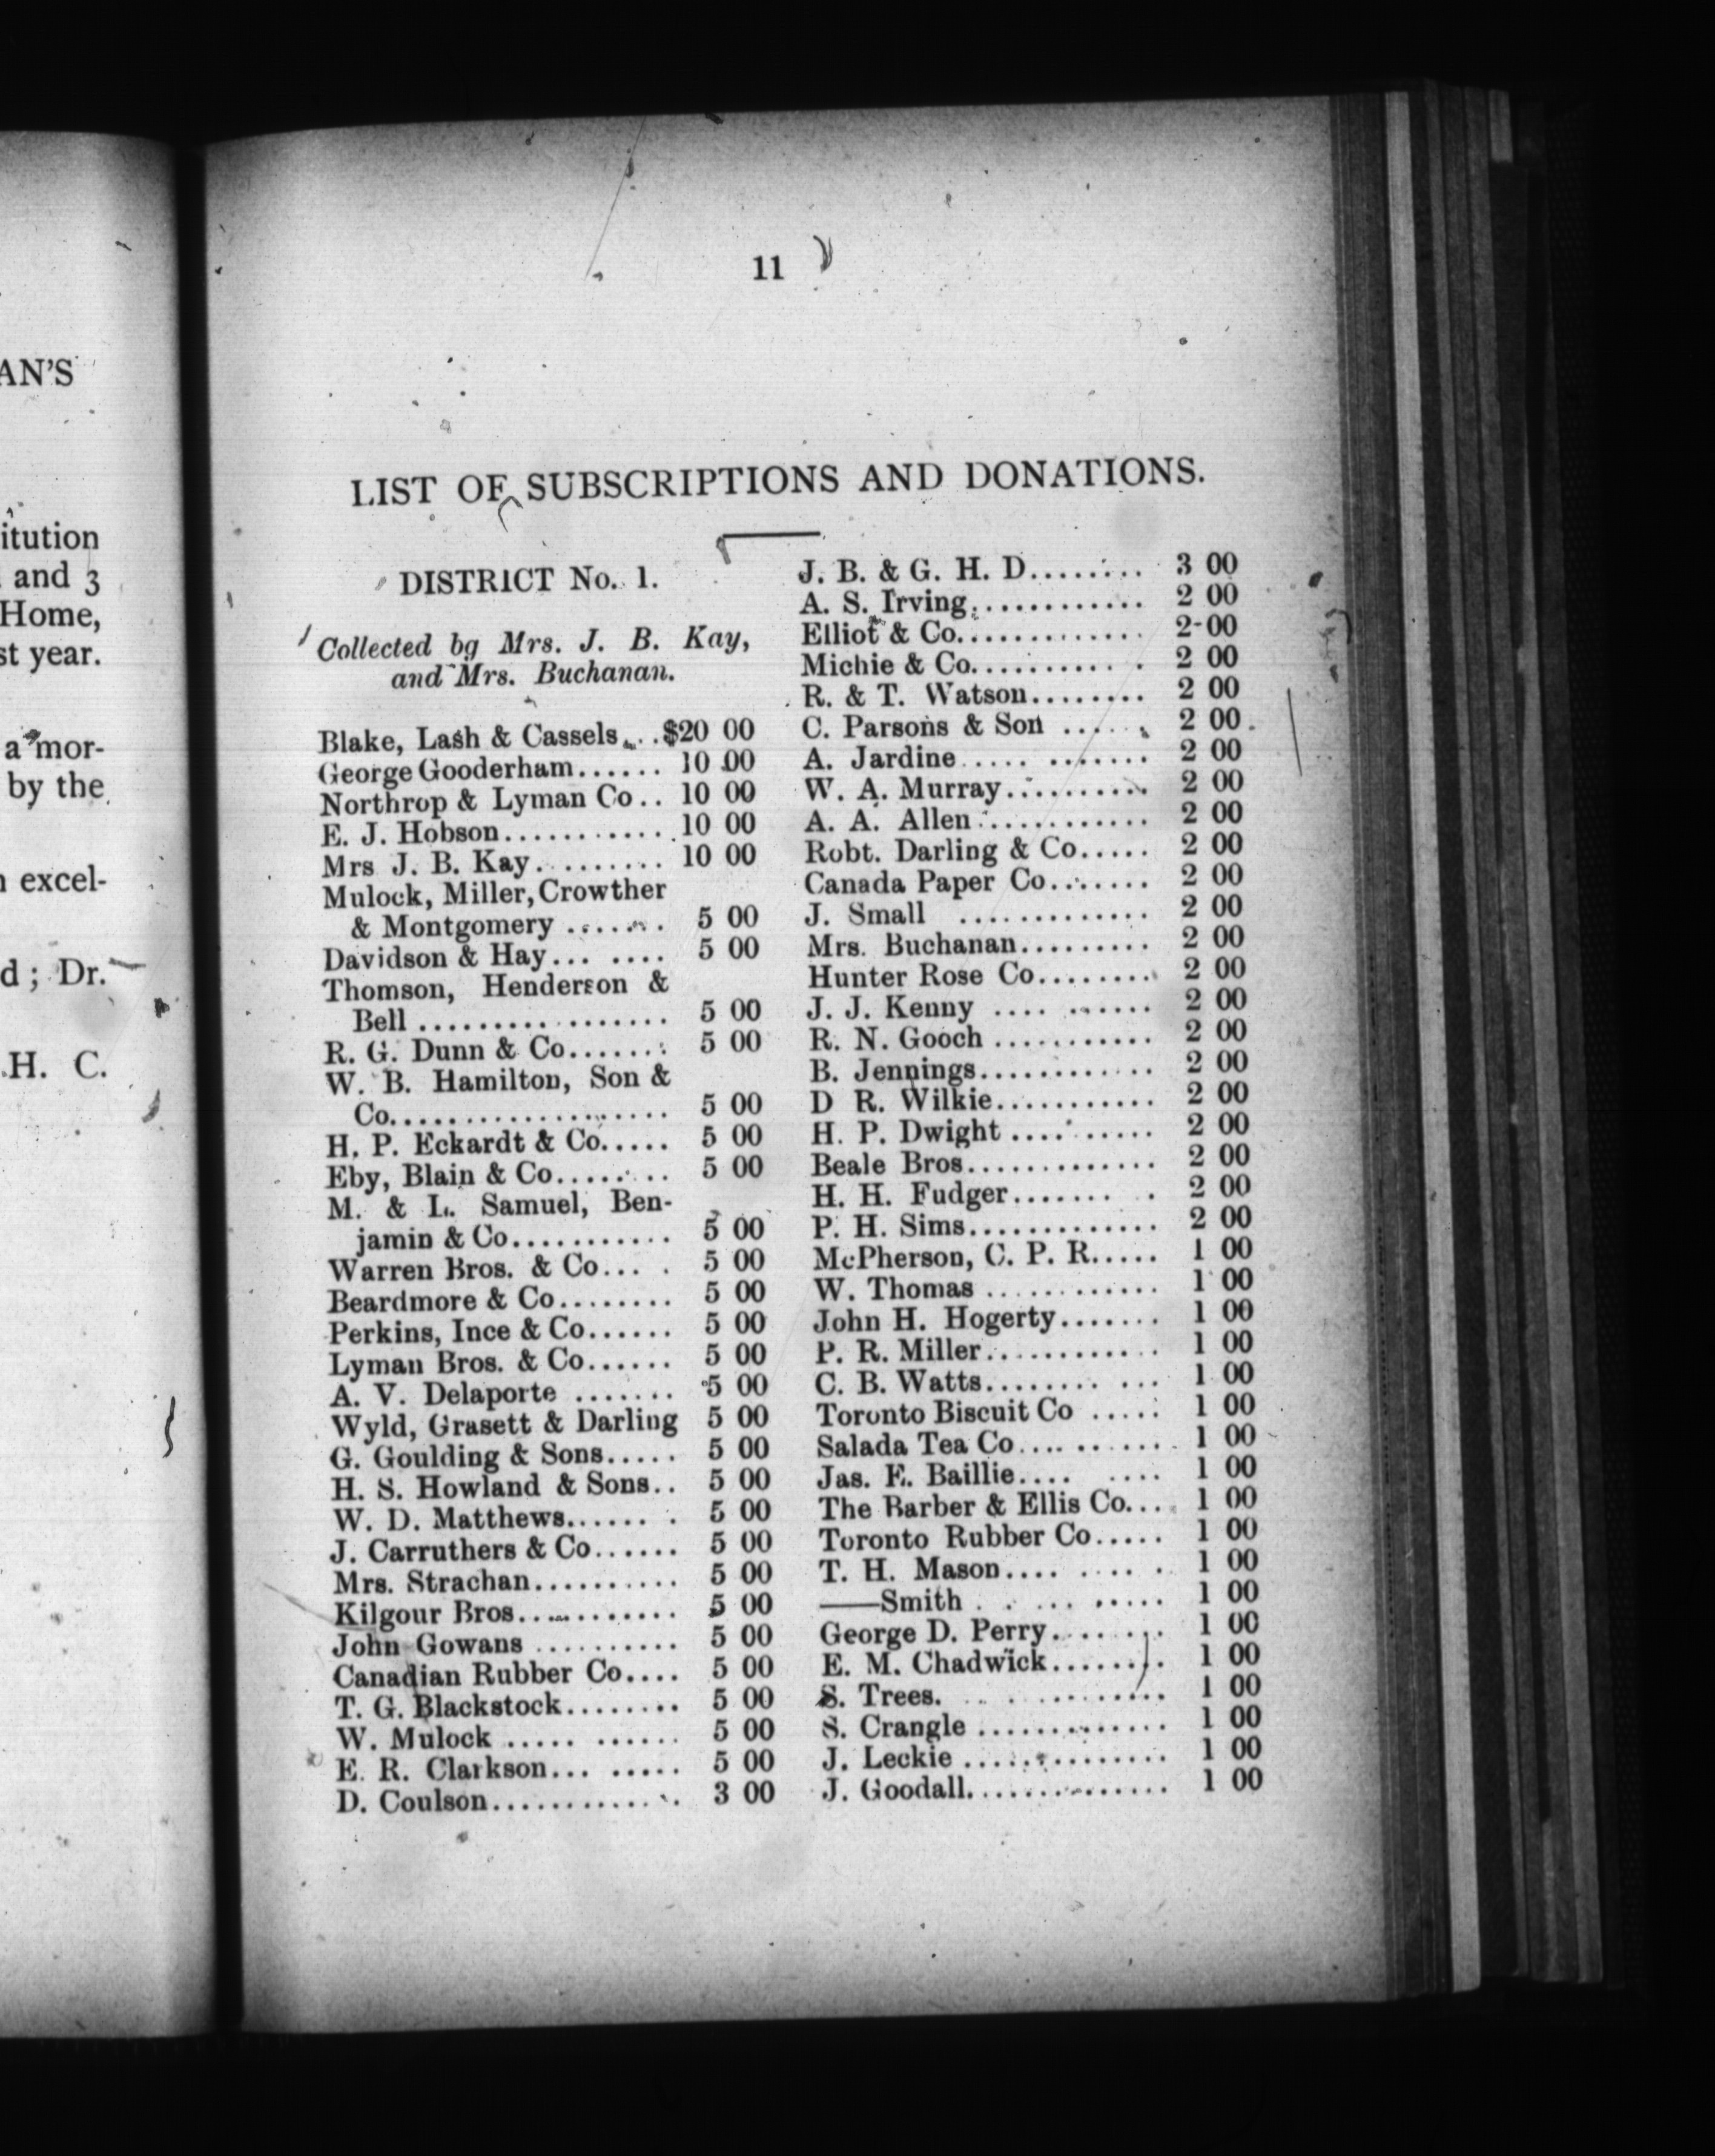 AN'S
itution
and 3
Home,
st year.
a mor-
by the
excel-
d ; Dr.
H. C.
11
LIST OF SUBSCRIPTIONS AND DONATIONS.
DISTRICT No. 1.
Collected bg Mrs. J. B. Kay,
and Mrs. Buchanan.
Blake, Lash & Cassels...$20 00
George Gooderham...... 10 00
Northrop & Lyman Co.. 10 00
E. J. Hobson............ 10 00
Mrs J. B. Kay......... 10 00
Mulock, Miller, Crowther
& Montgomery ....... 5 00
Davidson & Hay... .... 5 00
Thomson, Henderson &
Bell ................. 5 00
R. G. Dunn & Co....... 5 00
W. B. Hamilton, Son &
Co................... 5 00
H. P. Eckardt & Co..... 5 00
Eby, Blain & Co........ 5 00
M. & L. Samuel, Ben-
jamin & Co........... 5 00
Warren Bros. & Co... . 5 00
Beardmore & Co........ 5 00
Perkins, Ince & Co...... 5 00
Lyman Bros. & Co...... 5 00
A. V. Delaporte ....... 5 00
Wyld, Grasett & Darling 5 00
G. Goulding & Sons..... 5 00
H. S. Howland & Sons.. 5 00
W. D. Matthews...... . 5 00
J. Carruthers & Co...... 5 00
Mrs. Strachan.......... 5 00
Kilgour Bros............ 5 00
John Gowans .......... 5 00
Canadian Rubber Co.... 5 00
T. G. Blackstock........ 5 00
W. Mulock ..... ...... 5 00
E. R. Clarkson... ..... 5 00
D. Coulson............. 3 00
J. B. & G. H. D........ 3 00
A. S. Irving............ 2 00
Elliot & Co............. 2 00
Michie & Co.......... . 2 00
R. & T. Watson........ 2 00
C. Parsons & Son ..... . 2 00
A. Jardine..... ....... 2 00
W. A. Murray.......... 2 00
A. A. Allen ............ 2 00
Robt. Darling & Co..... 2 00
Canada Paper Co....... 2 00
J. Small ............. 2 00
Mrs. Buchanan......... 2 00
Hunter Rose Co......... 2 00
J. J. Kenny .... ...... 2 00
R. N. Gooch ........... 2 00
B. Jennings............ 2 00
D R. Wilkie........... 2 00
H. P. Dwight .......... 2 00
Beale Bros............. 2 00
H. H. Fudger....... . 2 00
P. H. Sims............. 2 00
McPherson, C. P. R..... 1 00
W. Thomas ............ 1 00
John H. Hogerty....... 1 00
P. R. Miller............ 1 00
C. B. Watts........ ... 1 00
Toronto Biscuit Co ..... 1 00
Salada Tea Co.......... 1 00
Jas. E. Baillie.... .... 1 00
The Barber & Ellis Co... 1 00
Toronto Rubber Co..... 1 00
T. H. Mason.... .... . 1 00
——Smith . . ... ..... 1 00
George D. Perry........ 1 00
E. M. Chadwick........ 1 00
S. Trees. .. .......... 1 00
S. Crangle ............. 1 00
J. Leckie .............. 1 00
J. Goodall.............. 1 00